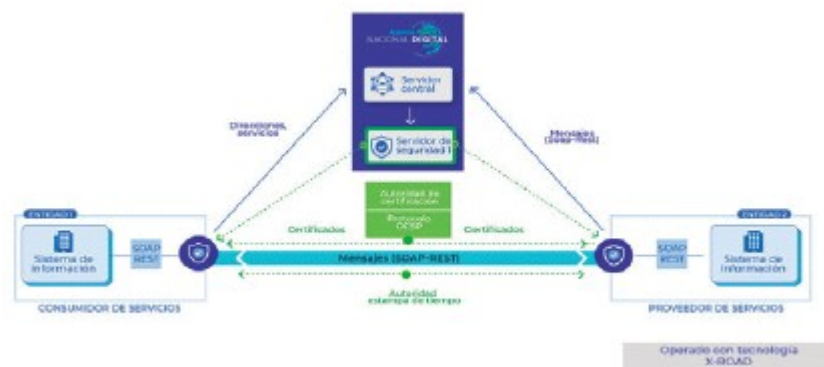 NACIONAL DIGITAL
Servidor
central
Servidor de
seguridad 1
Direcciones,
servicios
Mensajes
(Soap-Rest)
Autoridad de
certificación
Protocolo
OCSP
Certificados
Certificados
ENTIDAD 1
Sistema de
información
SOAP
REST
Mensajes (SOAP-REST)
ENTIDAD 2
SOAP
REST
Sistema de
información
CONSUMIDOR DE SERVICIOS
Autoridad
estampa de tiempo
PROVEEDOR DE SERVICIOS
Operado con tecnología
X-ROAD